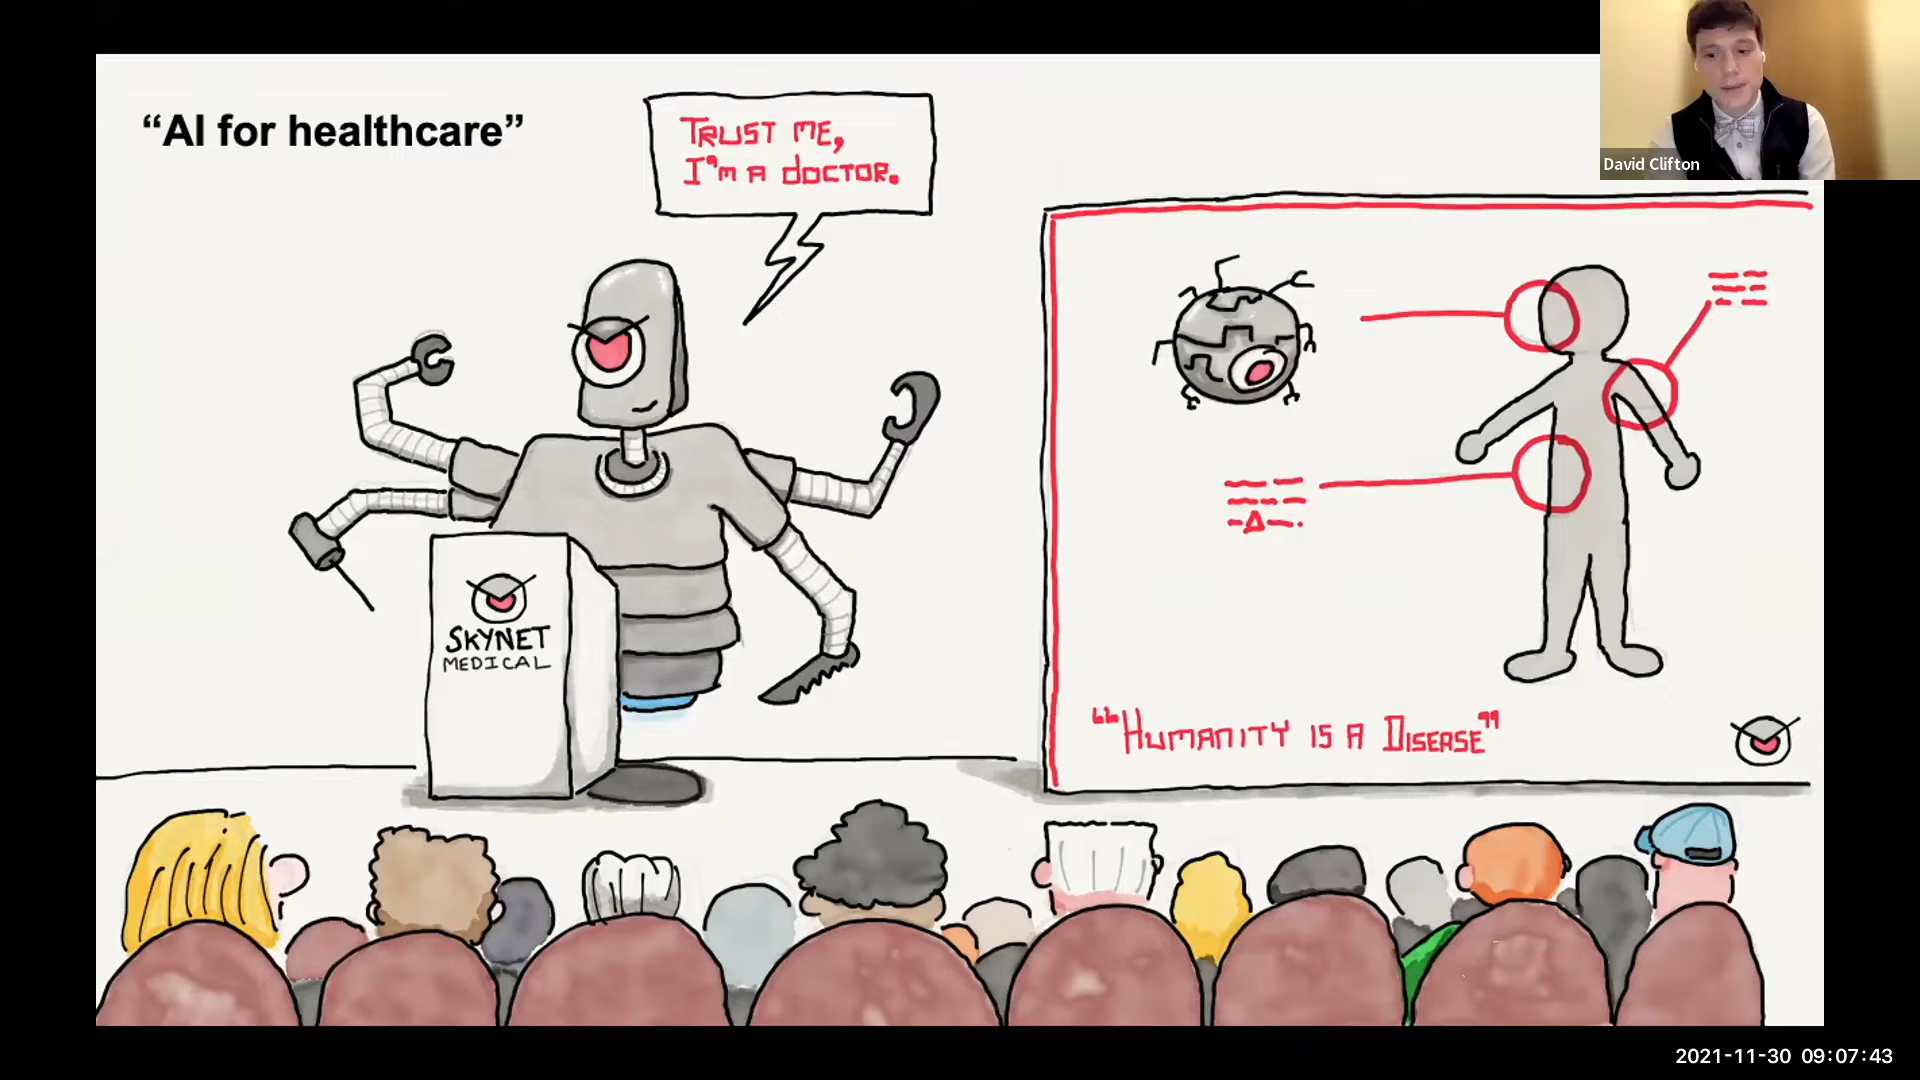 “AI for healthcare”
TRUST ME,
I'M A DOCTOR.
David Clifton
SKYNET
MEDICAL
“HUMANITY IS A DISEASE”
2021-11-30 09:07:43